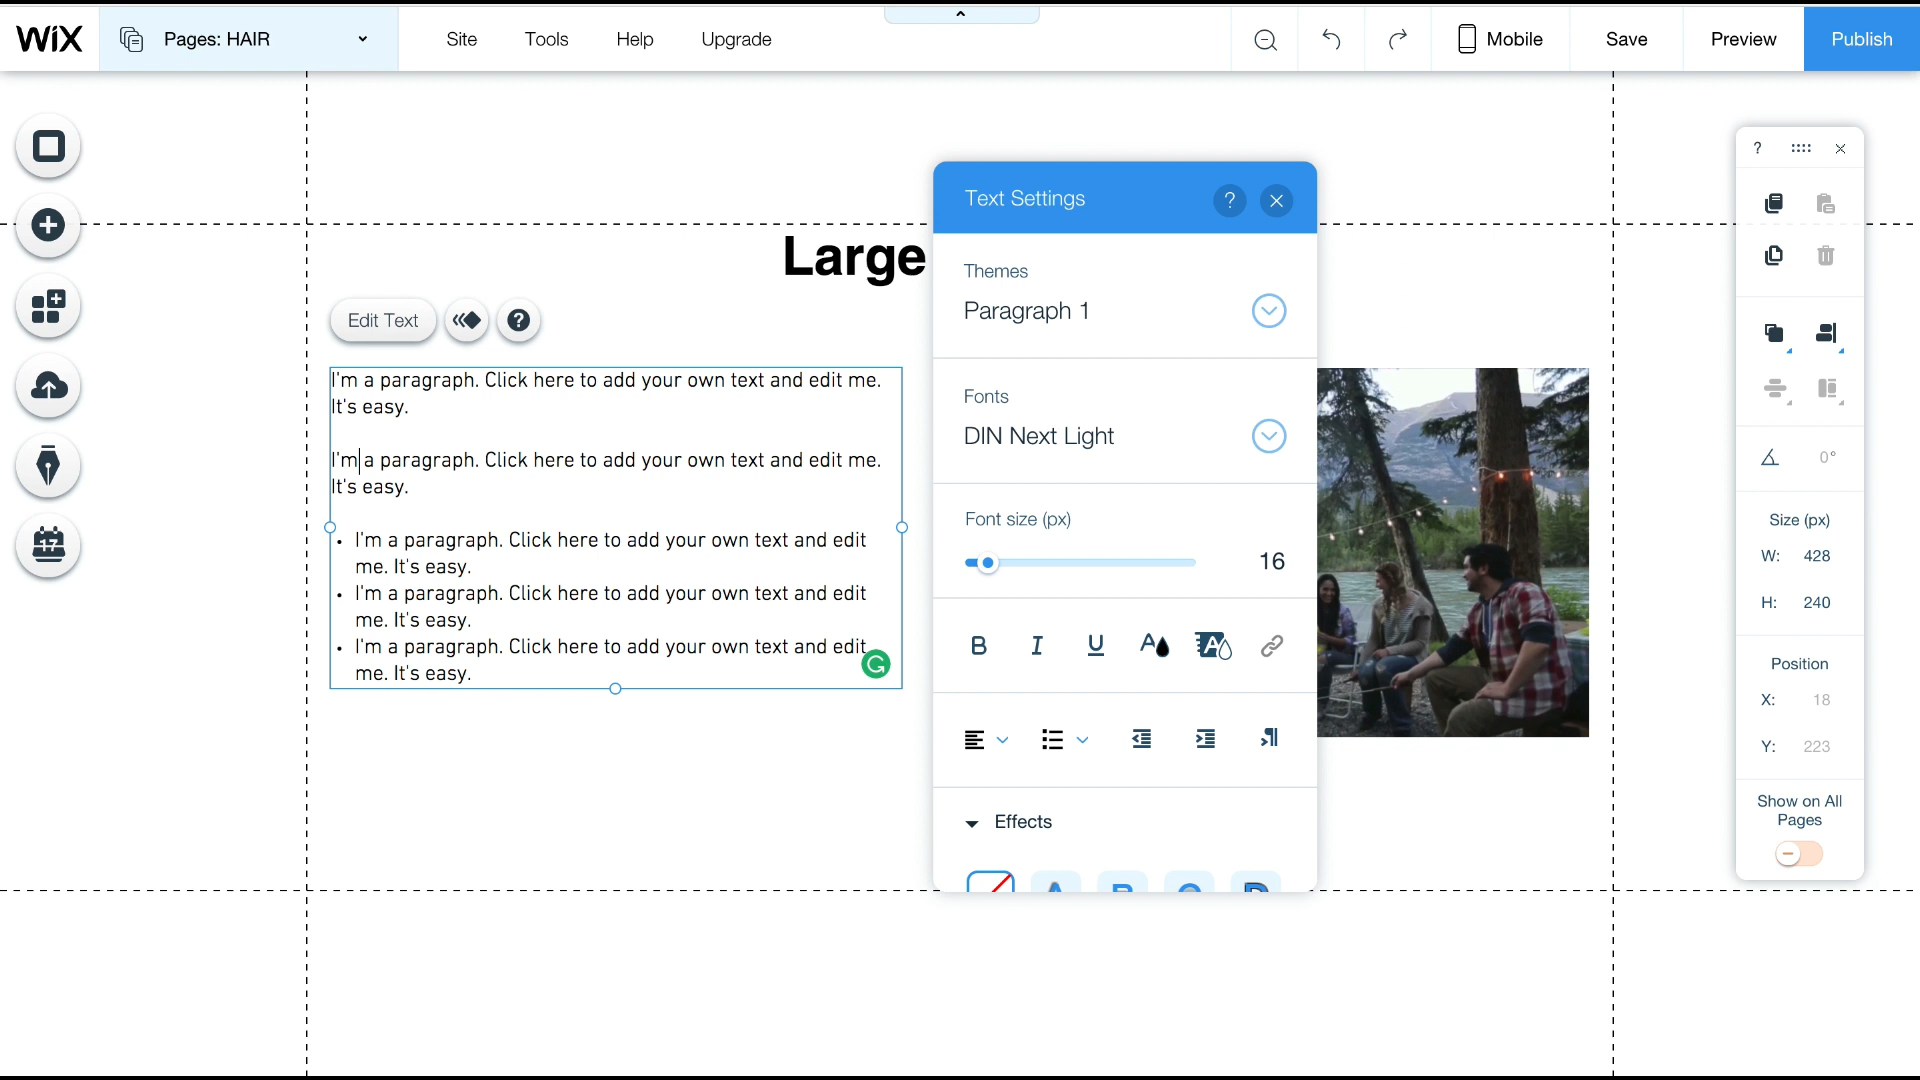 WiX
Pages: HAIR
Site
Tools
Help
Upgrade
Mobile
Save
Preview
Publish
Large
Edit Text
I'm a paragraph. Click here to add your own text and edit me.
It's easy.
I'm a paragraph. Click here to add your own text and edit me.
It's easy.
• I'm a paragraph. Click here to add your own text and edit
me. It's easy.
• I'm a paragraph. Click here to add your own text and edit
me. It's easy.
• I'm a paragraph. Click here to add your own text and edit
me. It's easy.
Text Settings
?
Themes
Paragraph 1
Fonts
DIN Next Light
Font size (px)
16
B I U A A
Effects
?
0°
Size (px)
W: 428
H: 240
Position
X: 18
Y: 223
Show on All
Pages
17